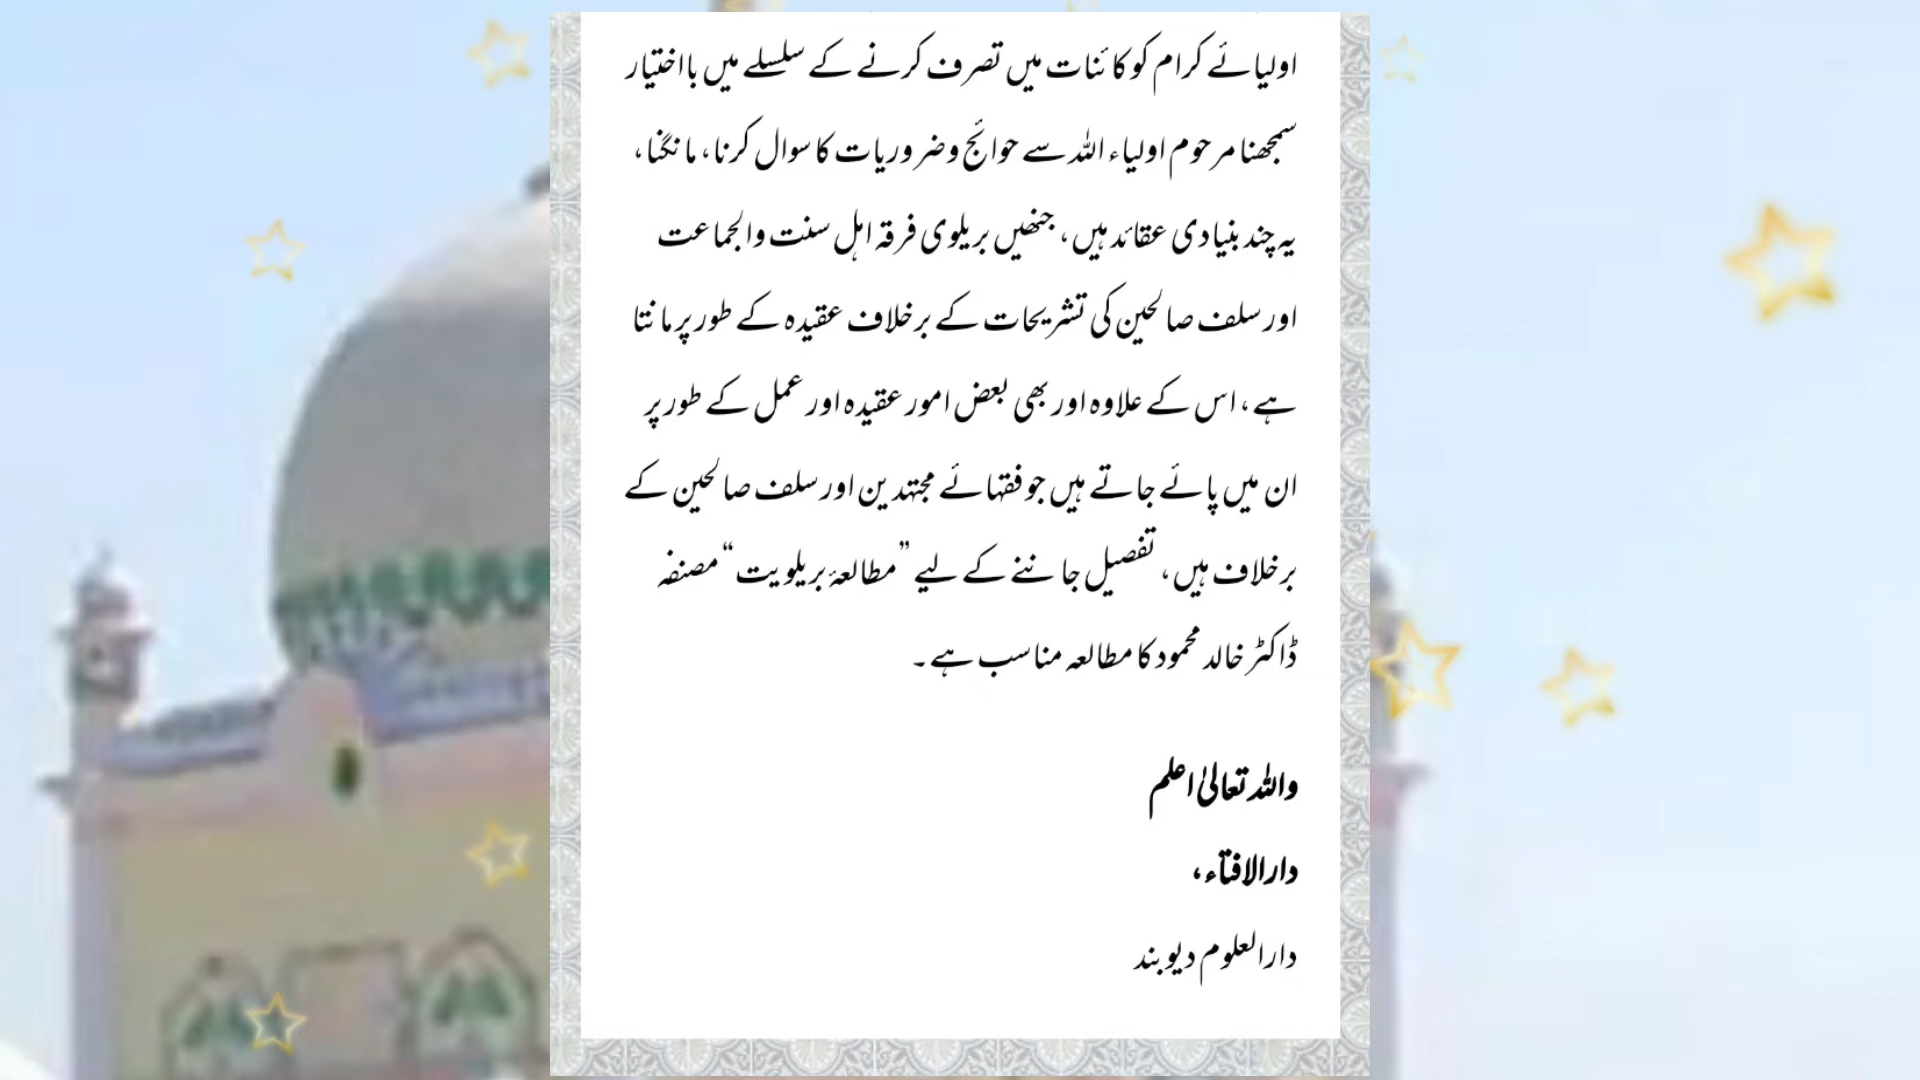 اولیائے کرام کو کائنات میں تصرف کرنے کے سلسلے میں بااختیار
سمجھنا مرحوم اولیاء اللہ سے حوائج وضروریات کا سوال کرنا، مانگنا،
یہ چند بنیادی عقائد ہیں، جنھیں بریلوی فرقہ اہل سنت والجماعت
اور سلف صالحین کی تشریحات کے برخلاف عقیدہ کے طور پر مانتا
ہے، اس کے علاوہ اور بھی بعض امور عقیدہ اور عمل کے طور پر
ان میں پائے جاتے ہیں جو فقہائے مجتہدین اور سلف صالحین کے
برخلاف ہیں، تفصیل جاننے کے لیے ”مطالعۂ بریلویت“ مصنفہ
ڈاکٹر خالد محمود کا مطالعہ مناسب ہے۔
واللہ تعالیٰ اعلم
دارالافتاء،
دارالعلوم دیوبند